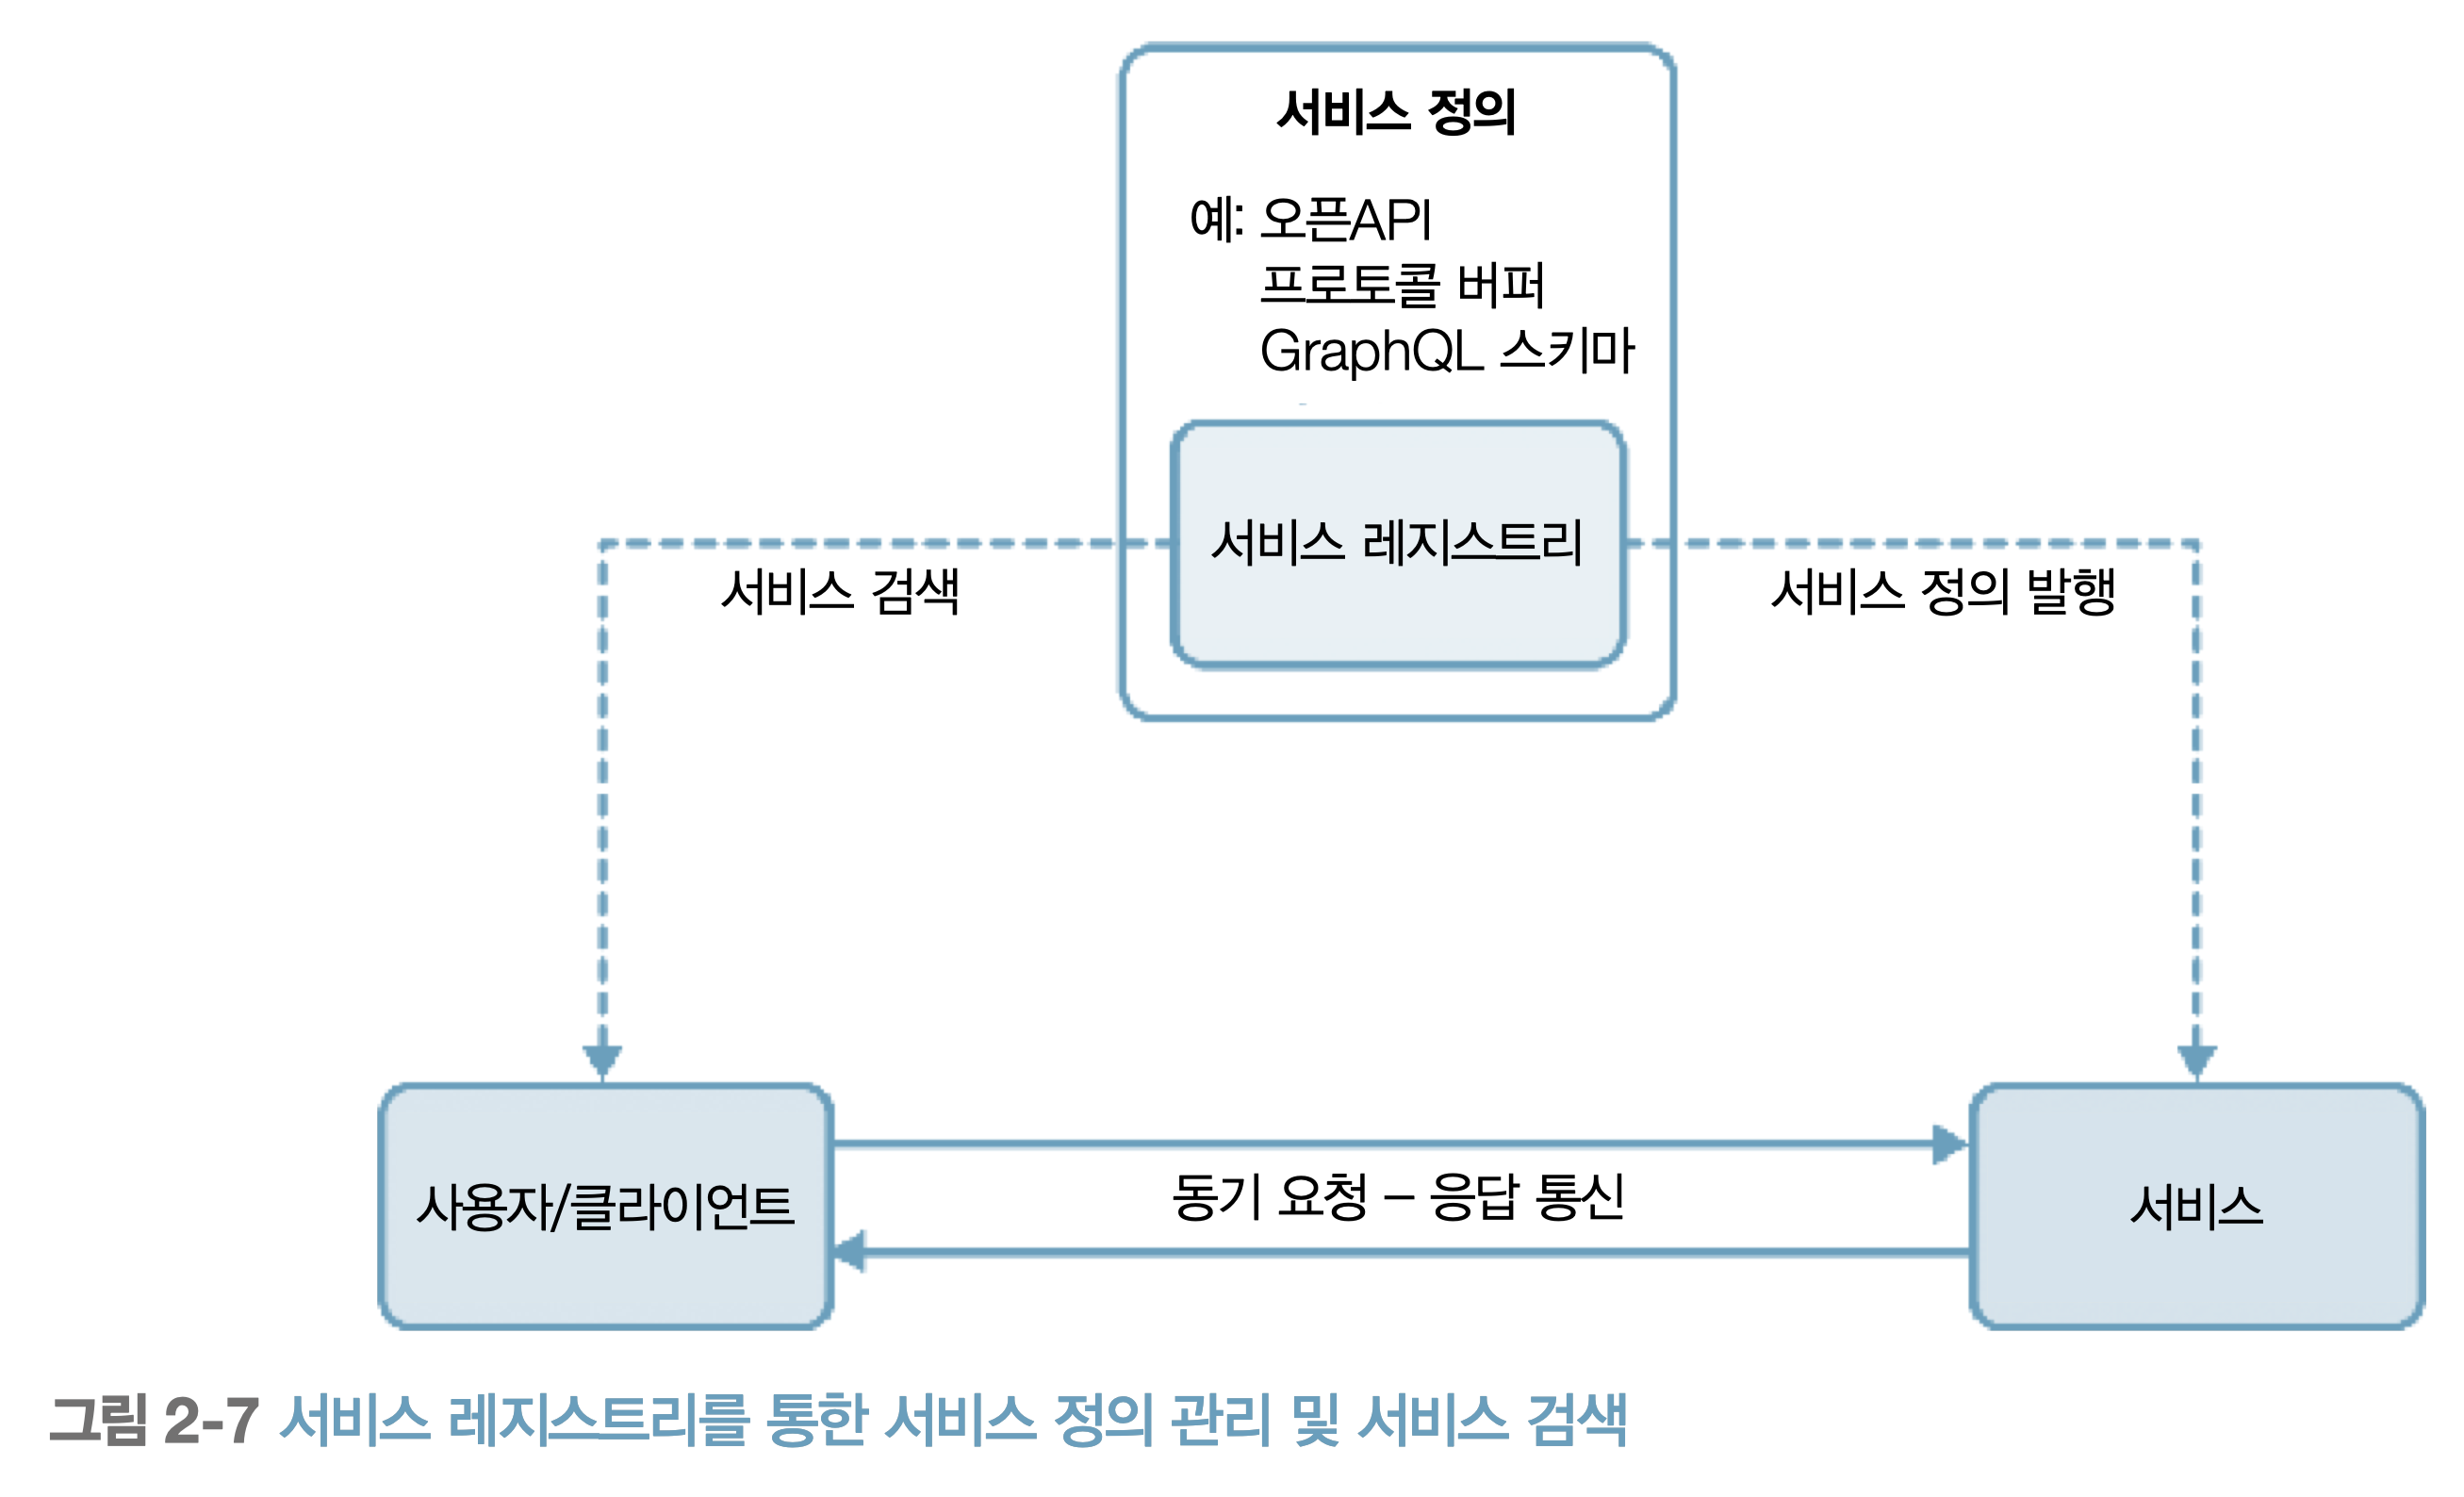 서비스 정의
예: 오픈API
프로토콜 버퍼
GraphQL 스키마
서비스 레지스트리
서비스 검색
서비스 정의 발행
사용자/클라이언트
동기 요청 – 응답 통신
서비스
그림 2-7 서비스 레지스트리를 통한 서비스 정의 관리 및 서비스 검색